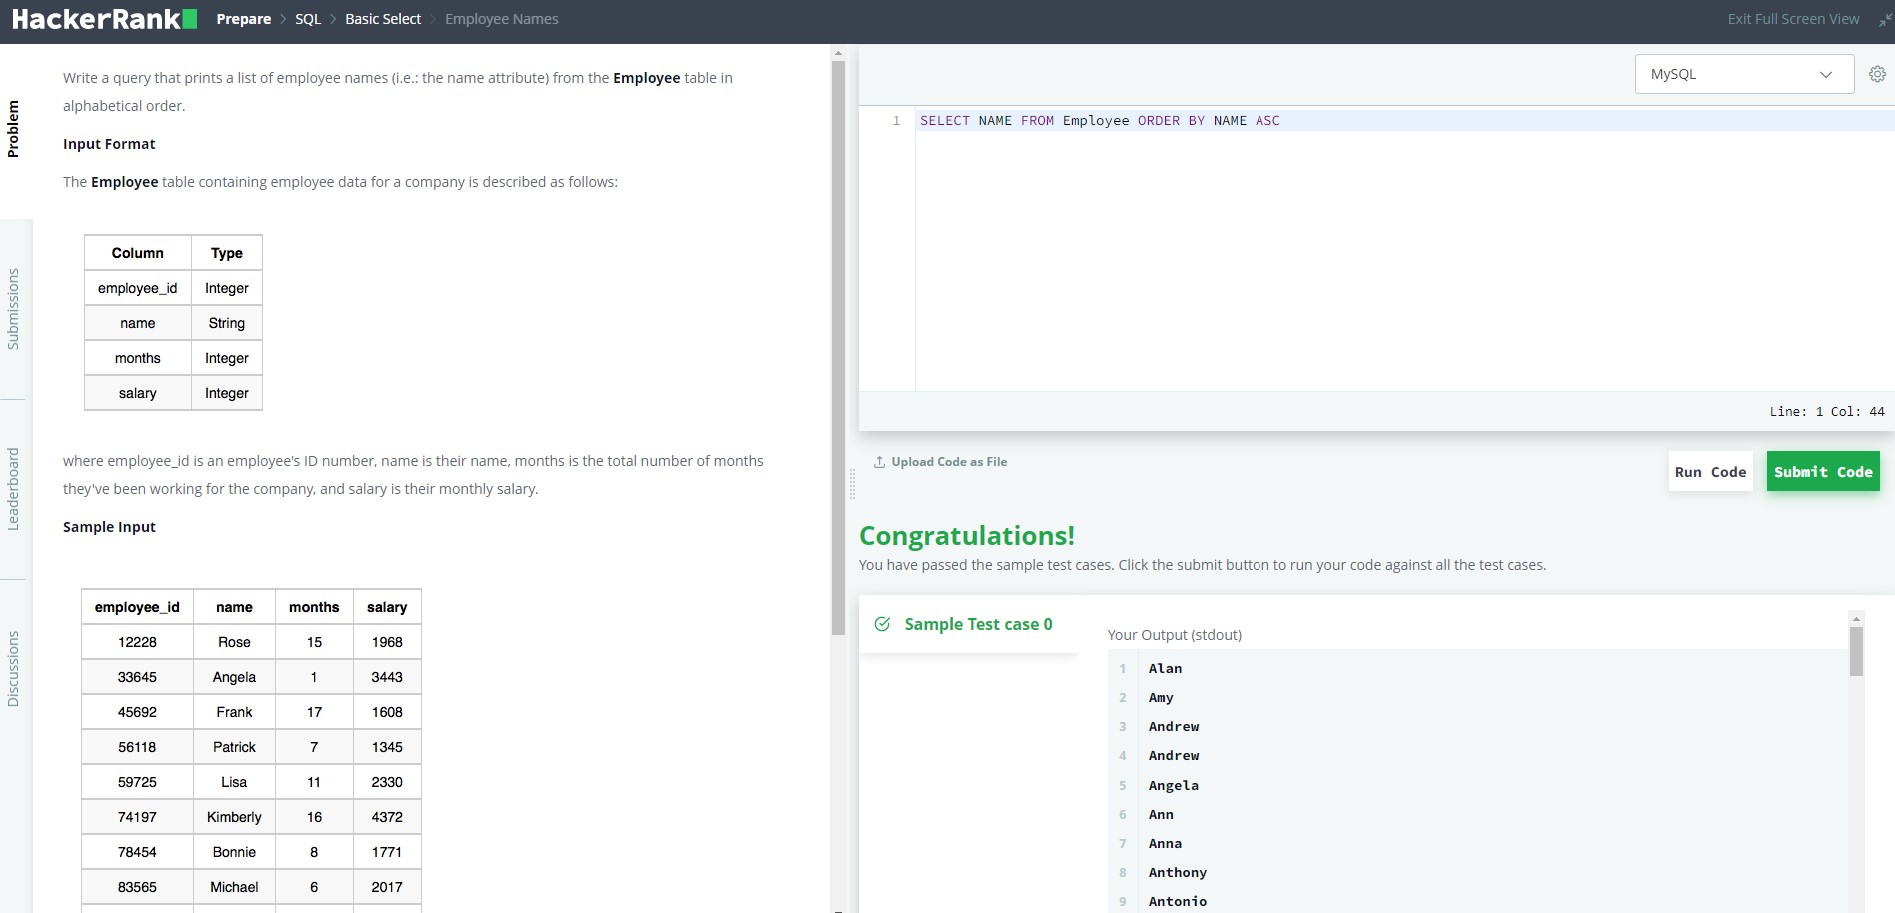 HackerRank Prepare > SQL > Basic Select > Employee Names Exit Full Screen View
Problem
Submissions
Leaderboard
Discussions
Write a query that prints a list of employee names (i.e.: the name attribute) from the Employee table in
alphabetical order.
Input Format
The Employee table containing employee data for a company is described as follows:
Column Type
employee_id Integer
name String
months Integer
salary Integer
where employee_id is an employee's ID number, name is their name, months is the total number of months
they've been working for the company, and salary is their monthly salary.
Sample Input
employee_id name months salary
12228 Rose 15 1968
33645 Angela 1 3443
45692 Frank 17 1608
56118 Patrick 7 1345
59725 Lisa 11 2330
74197 Kimberly 16 4372
78454 Bonnie 8 1771
83565 Michael 6 2017
MySQL
1 SELECT NAME FROM Employee ORDER BY NAME ASC
Line: 1 Col: 44
Upload Code as File
Run Code
Submit Code
Congratulations!
You have passed the sample test cases. Click the submit button to run your code against all the test cases.
Sample Test case 0
Your Output (stdout)
1 Alan
2 Amy
3 Andrew
4 Andrew
5 Angela
6 Ann
7 Anna
8 Anthony
9 Antonio